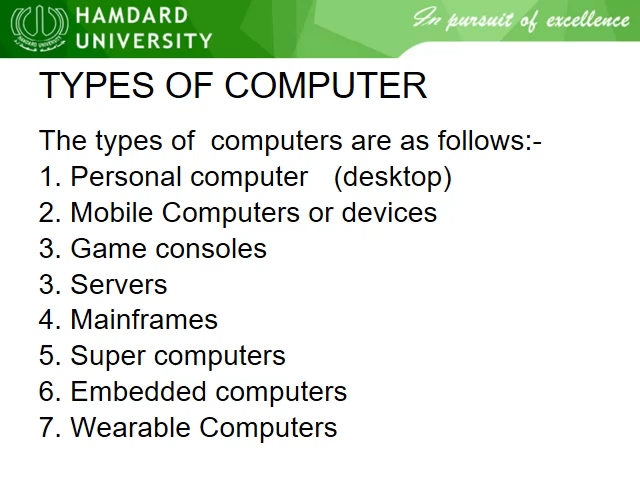 HAMDARD
UNIVERSITY
In pursuit of excellence
TYPES OF COMPUTER
The types of  computers are as follows:-
1. Personal computer   (desktop)
2. Mobile Computers or devices
3. Game consoles
3. Servers
4. Mainframes
5. Super computers
6. Embedded computers
7. Wearable Computers